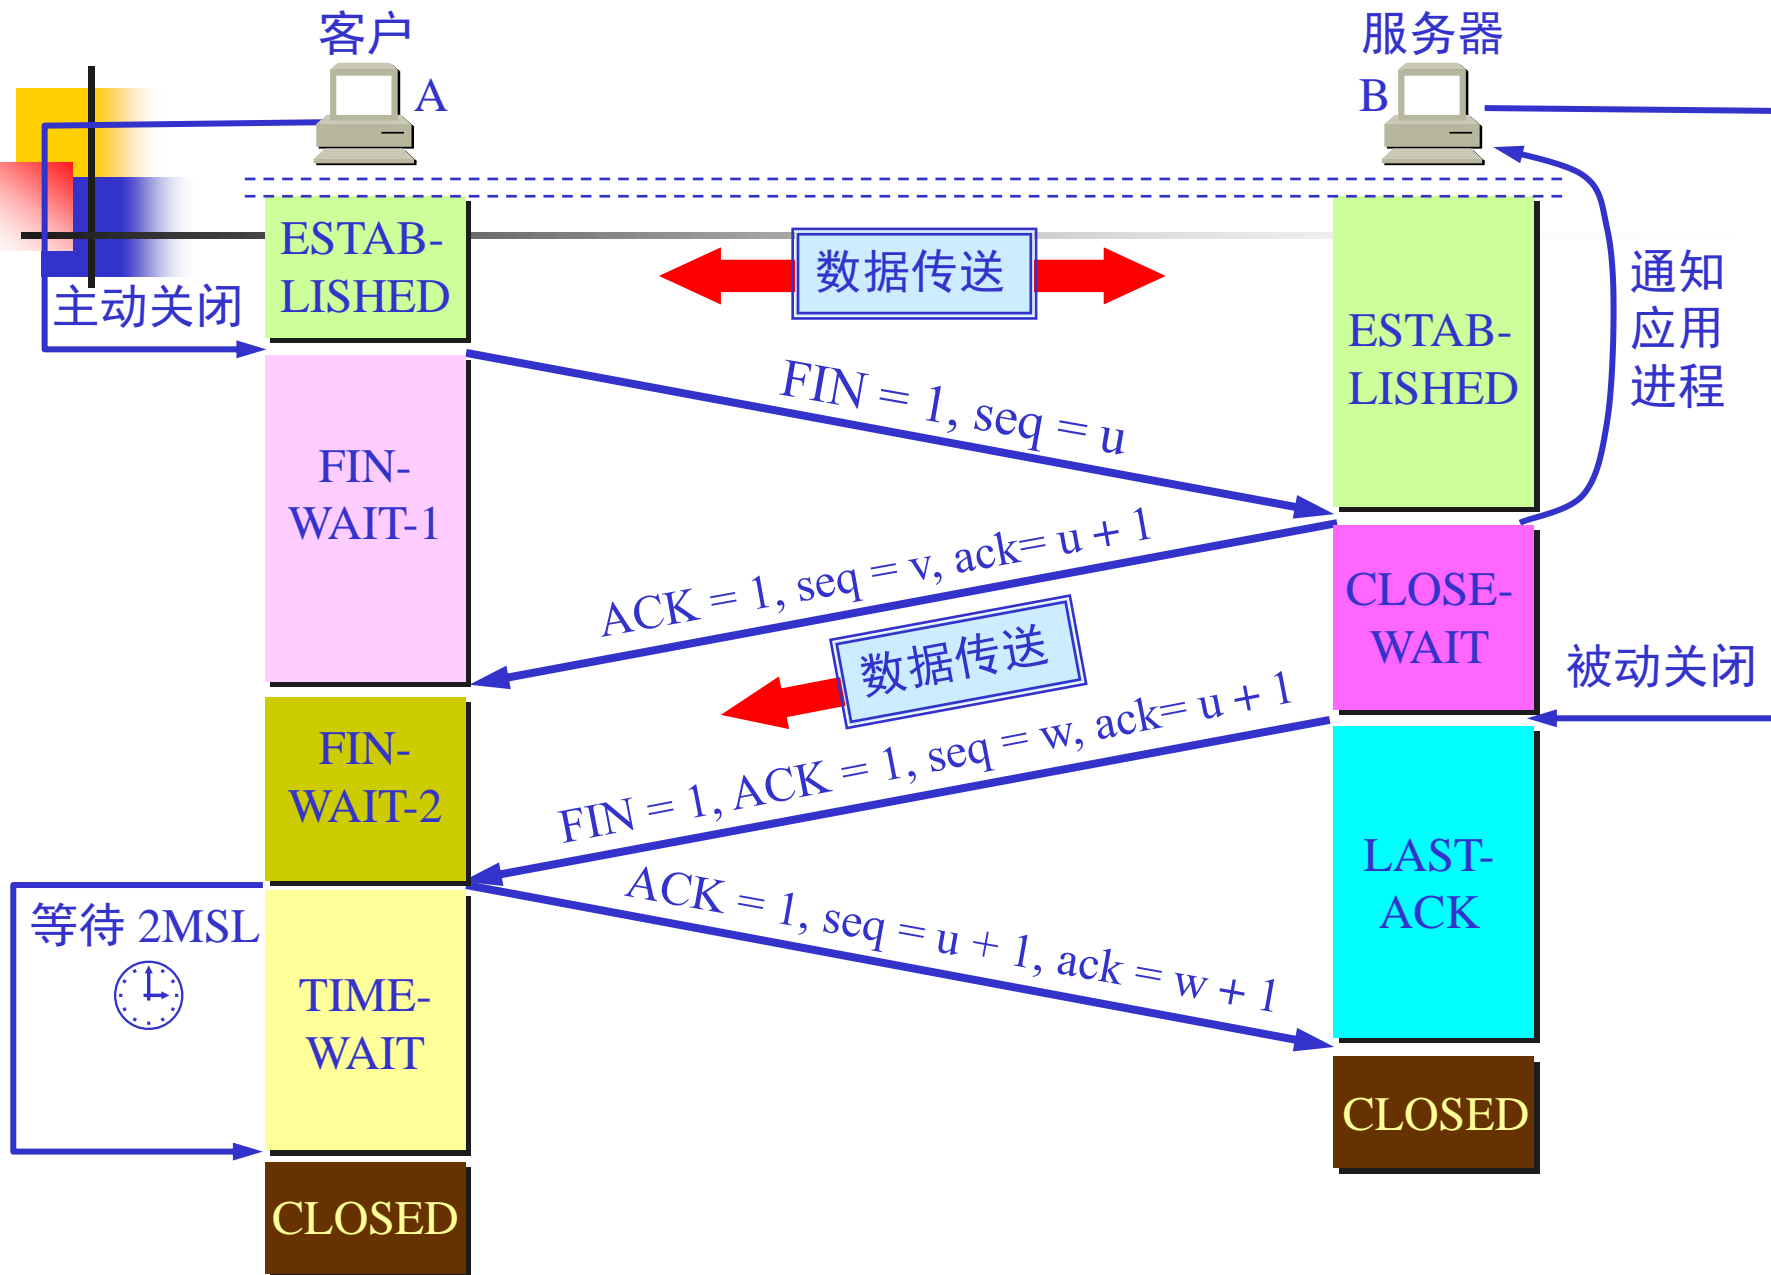 客户
服务器
A
B
ESTAB-
LISHED
数据传送
主动关闭
通知
应用
进程
ESTAB-
LISHED
FIN = 1, seq = u
FIN-
WAIT-1
ACK = 1, seq = v, ack= u + 1
CLOSE-
WAIT
数据传送
被动关闭
FIN-
WAIT-2
FIN = 1, ACK = 1, seq = w, ack= u + 1
LAST-
ACK
ACK = 1, seq = u + 1, ack = w + 1
等待 2MSL
TIME-
WAIT
CLOSED
CLOSED